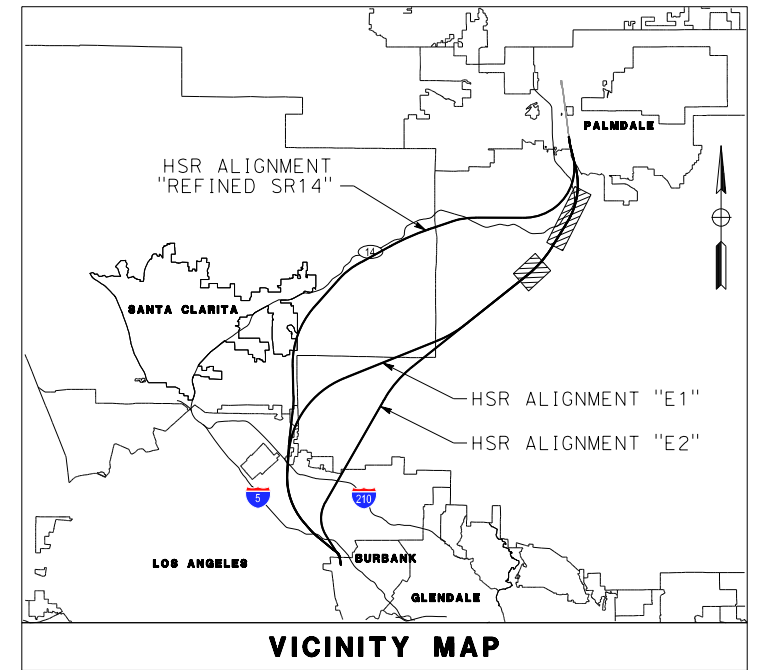 PALMDALE
HSR ALIGNMENT
"REFINED SR14"
14
SANTA CLARITA
HSR ALIGNMENT "E1"
HSR ALIGNMENT "E2"
5
210
LOS ANGELES
BURBANK
GLENDALE
VICINITY MAP